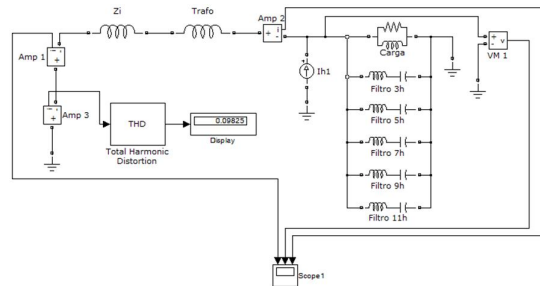 Zi
Trafo
Amp 2
Amp 1
Carga
VM 1
Ih1
Filtro 3h
Amp 3
THD
0.09825
Display
Total Harmonic
Distortion
Filtro 5h
Filtro 7h
Filtro 9h
Filtro 11h
Scope1